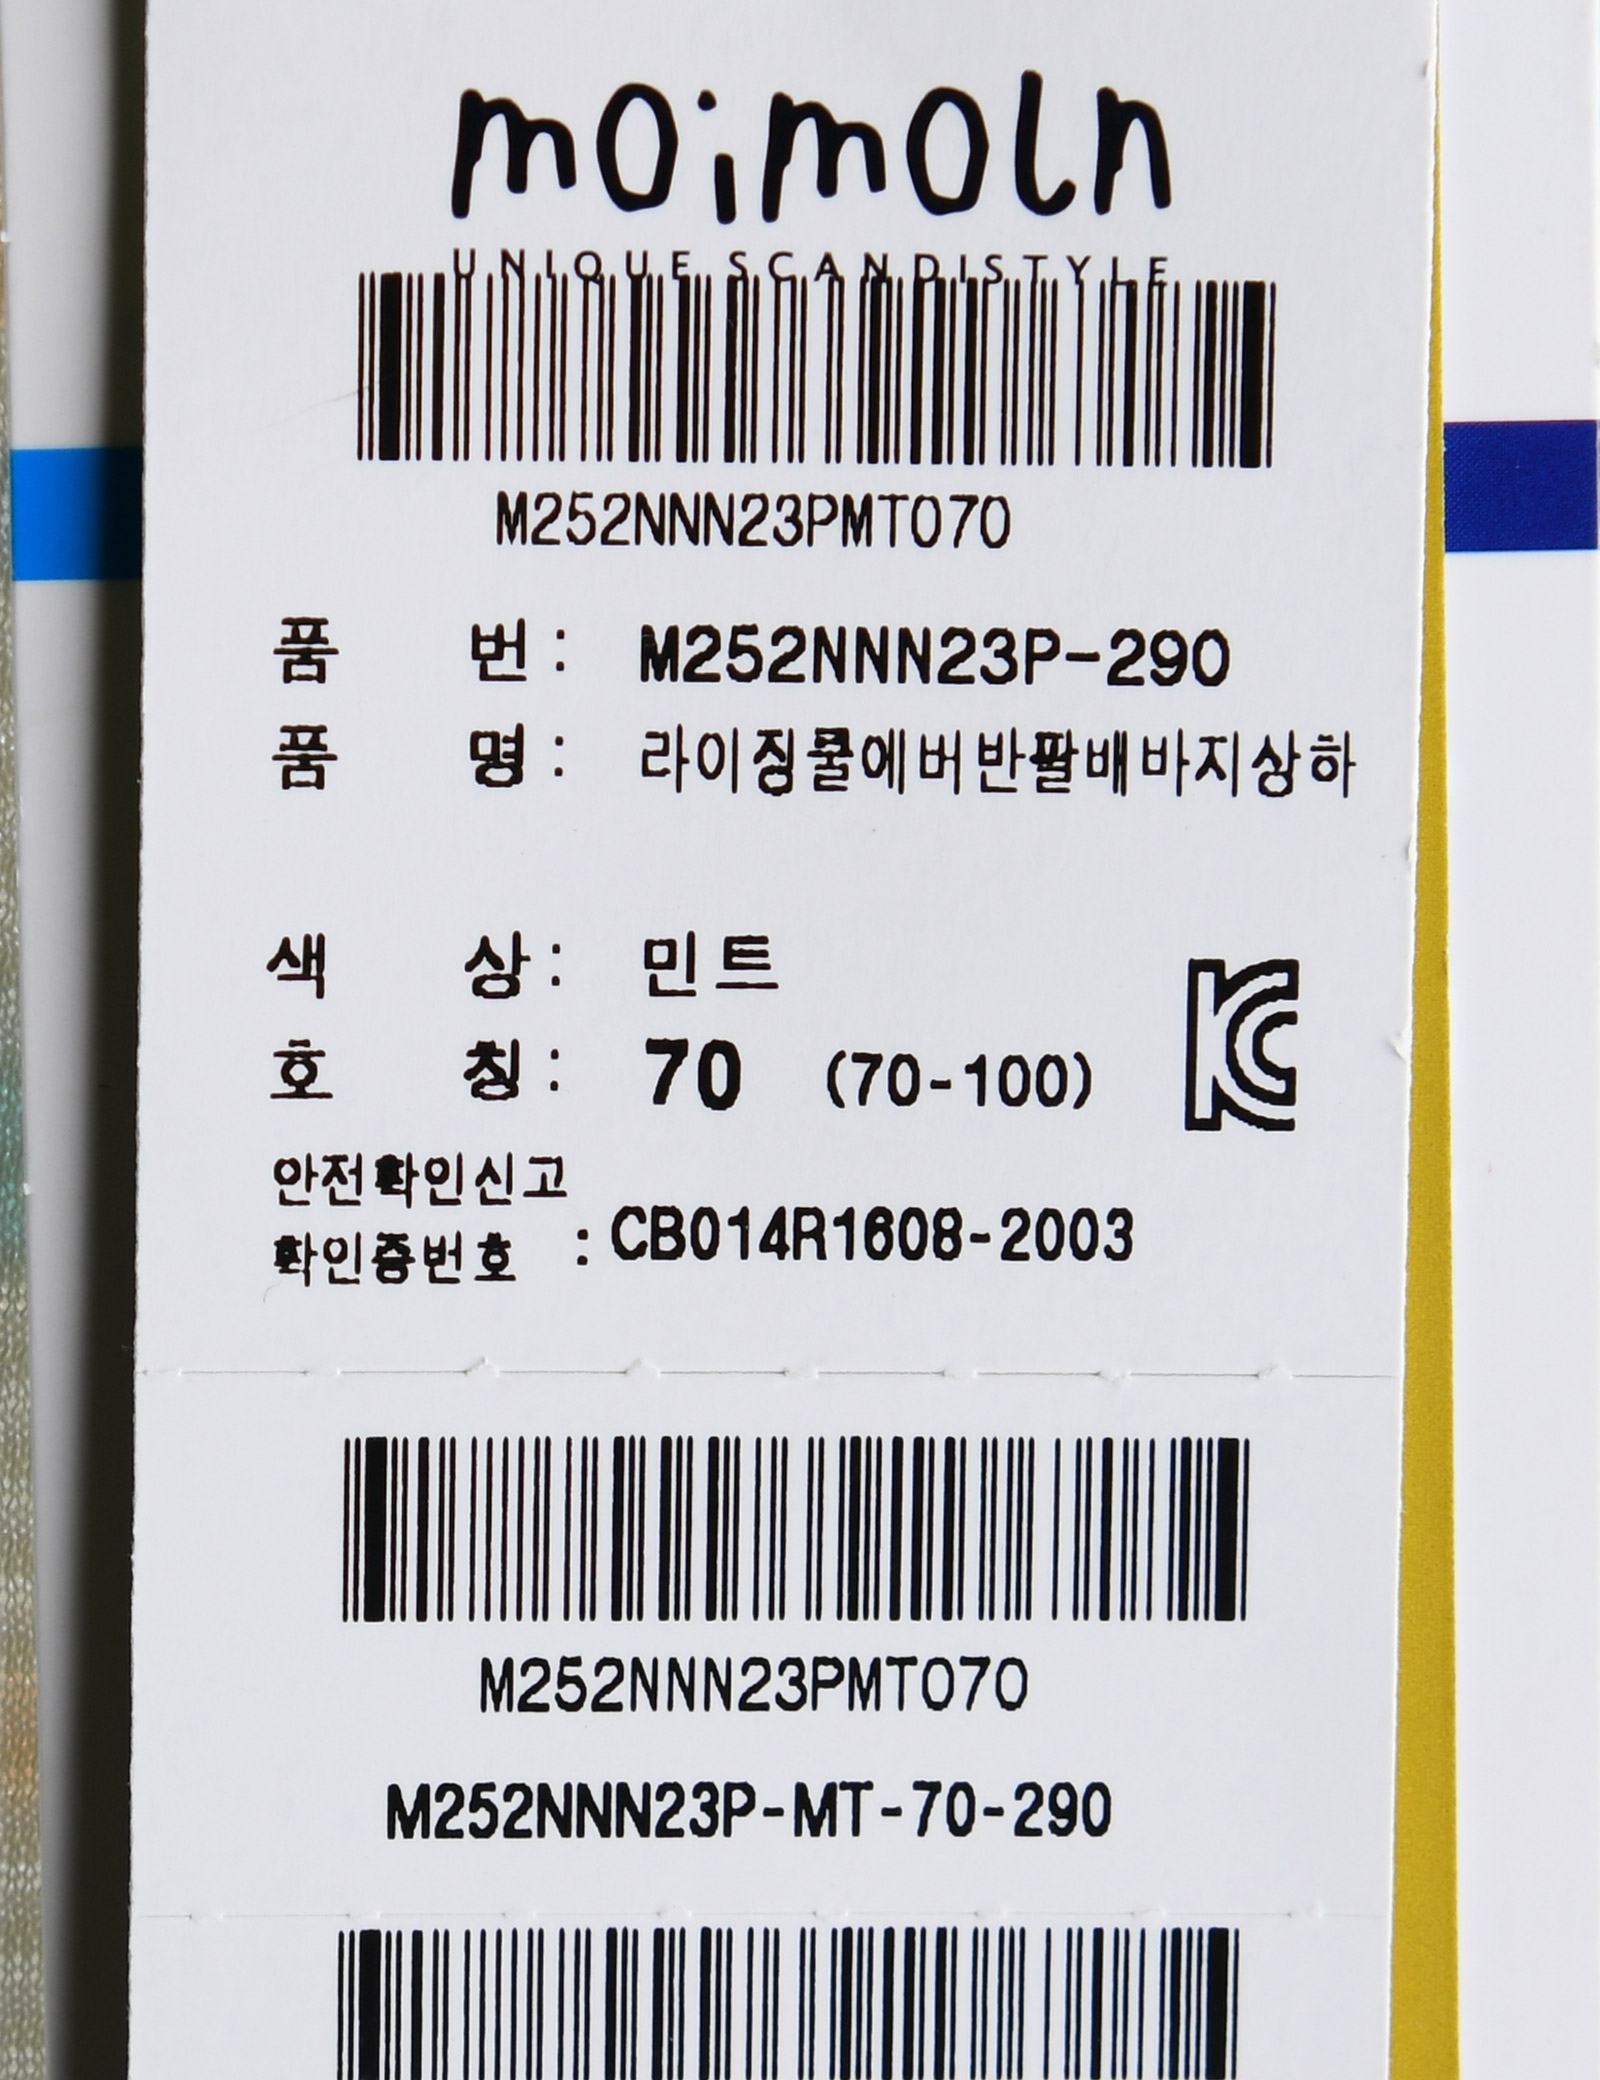 moimoln
UNIQUE SCANDISTYLE
M252NNN23PMT070
품 번 : M252NNN23P-290
품 명 : 라이징쿨에버반팔배바지상하
색 상 : 민트
호 칭 : 70 (70-100)
KC
안전확인신고
확인증번호 : CB014R1608-2003
M252NNN23PMT070
M252NNN23P-MT-70-290